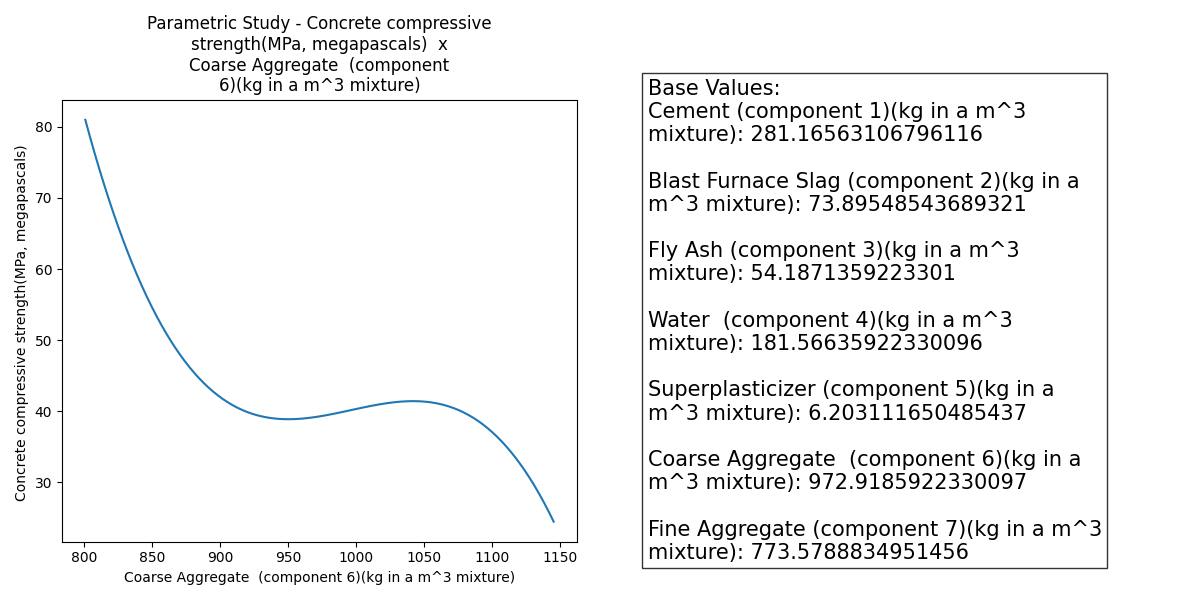 Parametric Study - Concrete compressive
strength(MPa, megapascals)  x
Coarse Aggregate  (component
6)(kg in a m^3 mixture)
Concrete compressive strength(MPa, megapascals)
80
70
60
50
40
30
800 850 900 950 1000 1050 1100 1150
Coarse Aggregate  (component 6)(kg in a m^3 mixture)
Base Values:
Cement (component 1)(kg in a m^3
mixture): 281.16563106796116
Blast Furnace Slag (component 2)(kg in a
m^3 mixture): 73.89548543689321
Fly Ash (component 3)(kg in a m^3
mixture): 54.1871359223301
Water  (component 4)(kg in a m^3
mixture): 181.56635922330096
Superplasticizer (component 5)(kg in a
m^3 mixture): 6.203111650485437
Coarse Aggregate  (component 6)(kg in a
m^3 mixture): 972.9185922330097
Fine Aggregate (component 7)(kg in a m^3
mixture): 773.5788834951456